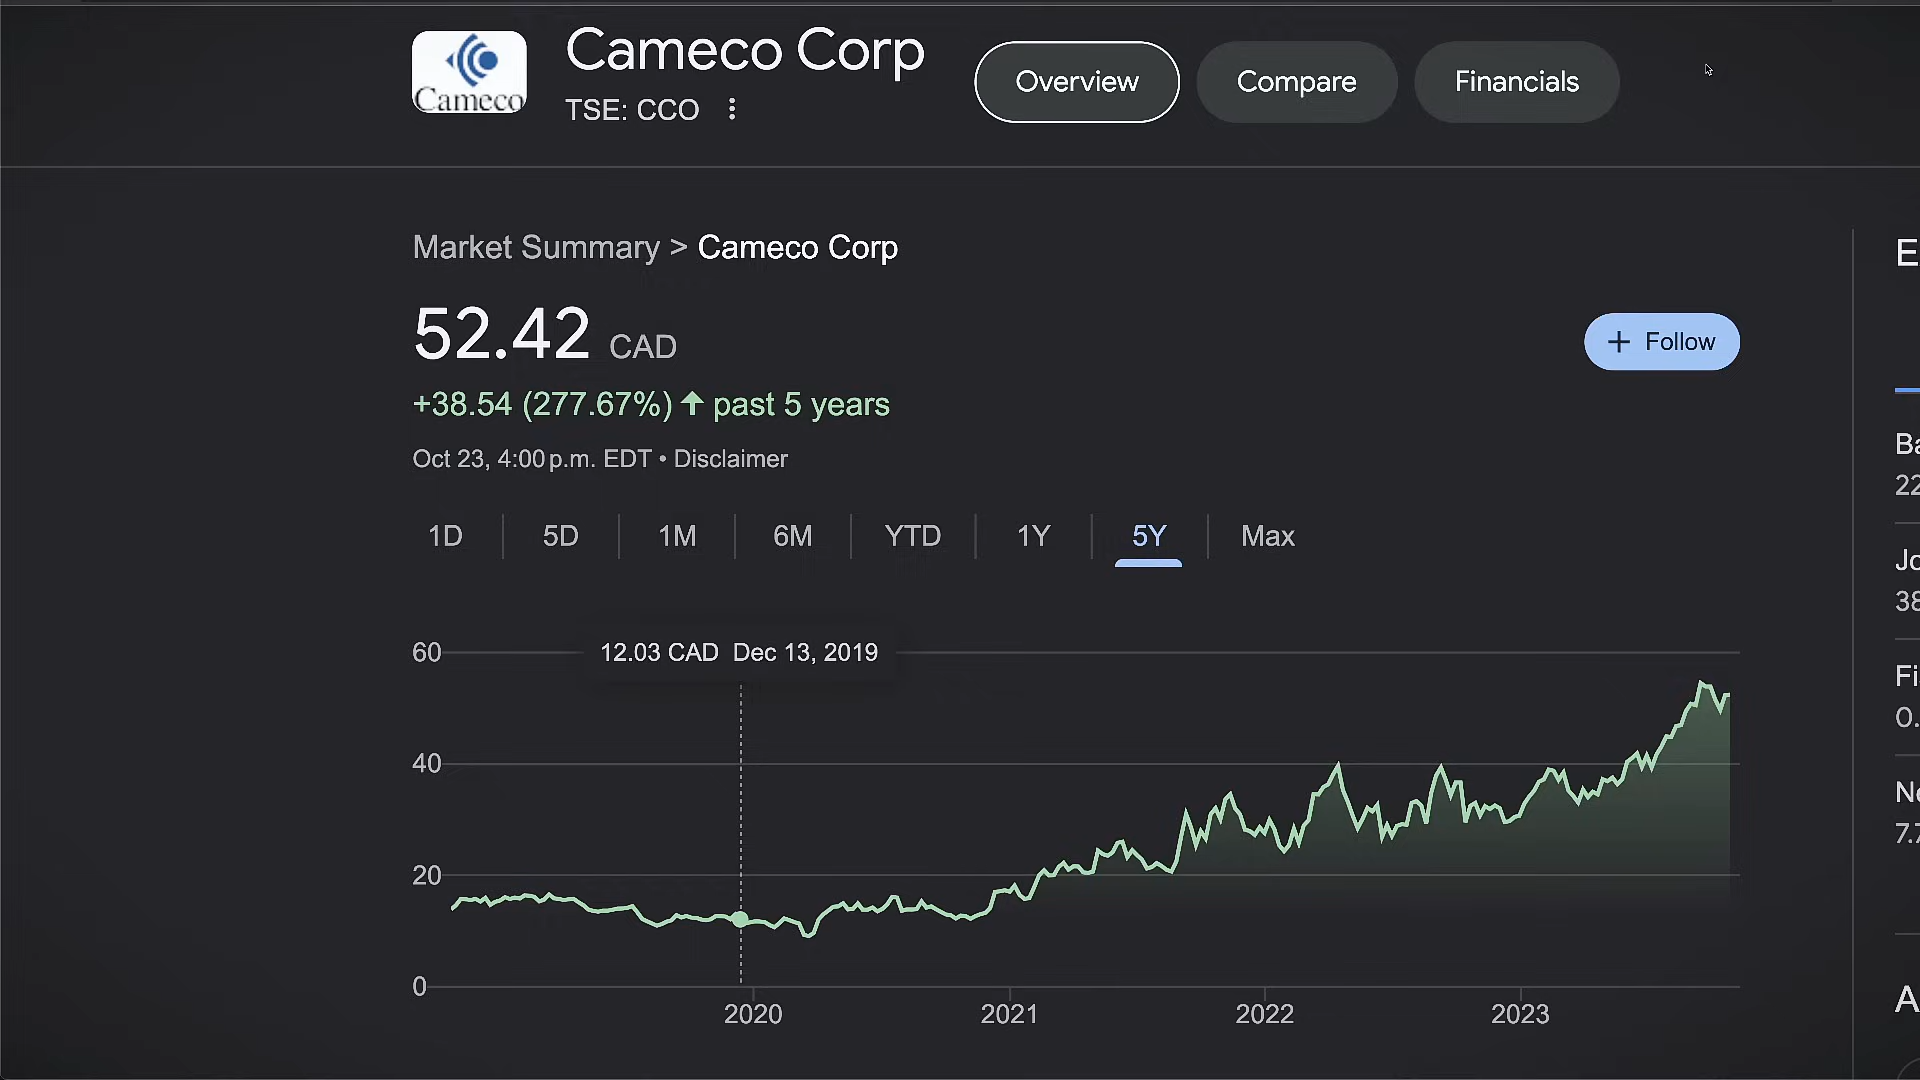 Cameco
Cameco Corp
TSE: CCO
Overview
Compare
Financials
Market Summary > Cameco Corp
52.42 CAD
+38.54 (277.67%) ↑ past 5 years
Oct 23, 4:00 p.m. EDT • Disclaimer
+ Follow
1D 5D 1M 6M YTD 1Y 5Y Max
12.03 CAD Dec 13, 2019
60
40
20
0
2020 2021 2022 2023